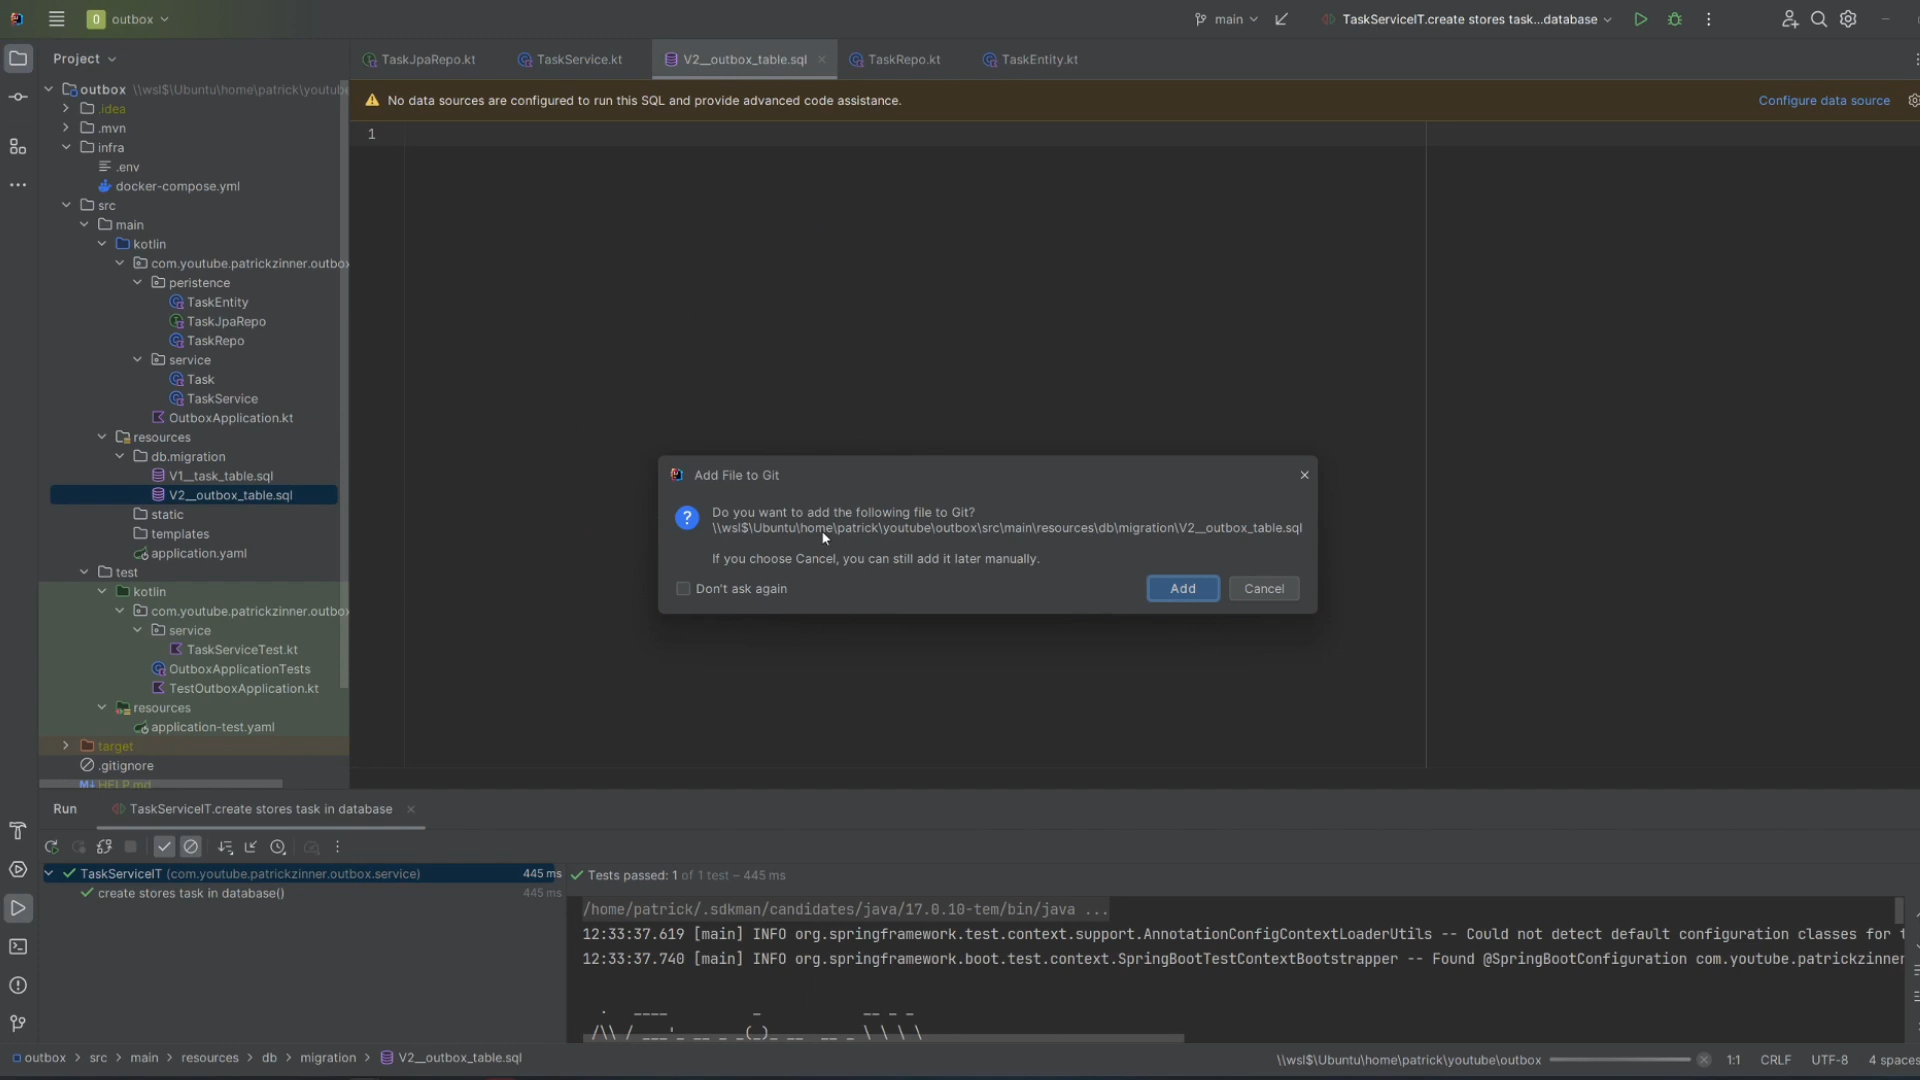 O outbox
main
TaskServiceIT.create stores task...database
Project
TaskJpaRepo.kt
TaskService.kt
V2__outbox_table.sql
TaskRepo.kt
TaskEntity.kt
outbox \\wsl$\Ubuntu\home\patrick\youtube
No data sources are configured to run this SQL and provide advanced code assistance.
Configure data source
.idea
.mvn
infra
.env
docker-compose.yml
src
main
kotlin
com.youtube.patrickzinner.outbox
peristence
TaskEntity
TaskJpaRepo
TaskRepo
service
Task
TaskService
OutboxApplication.kt
resources
db.migration
V1__task_table.sql
V2__outbox_table.sql
static
templates
application.yaml
test
kotlin
com.youtube.patrickzinner.outbox
service
TaskServiceTest.kt
OutboxApplicationTests
TestOutboxApplication.kt
resources
application-test.yaml
target
.gitignore
M↓ HELP.md
1
Add File to Git
Do you want to add the following file to Git?
\\wsl$\Ubuntu\home\patrick\youtube\outbox\src\main\resources\db\migration\V2__outbox_table.sql
If you choose Cancel, you can still add it later manually.
Don't ask again
Add
Cancel
Run
TaskServiceIT.create stores task in database
TaskServiceIT (com.youtube.patrickzinner.outbox.service) 445 ms
create stores task in database() 445 ms
Tests passed: 1 of 1 test – 445 ms
/home/patrick/.sdkman/candidates/java/17.0.10-tem/bin/java ...
12:33:37.619 [main] INFO org.springframework.test.context.support.AnnotationConfigContextLoaderUtils -- Could not detect default configuration classes for t
12:33:37.740 [main] INFO org.springframework.boot.test.context.SpringBootTestContextBootstrapper -- Found @SpringBootConfiguration com.youtube.patrickzinner
outbox > src > main > resources > db > migration > V2__outbox_table.sql
\\wsl$\Ubuntu\home\patrick\youtube\outbox
1:1
CRLF
UTF-8
4 spaces